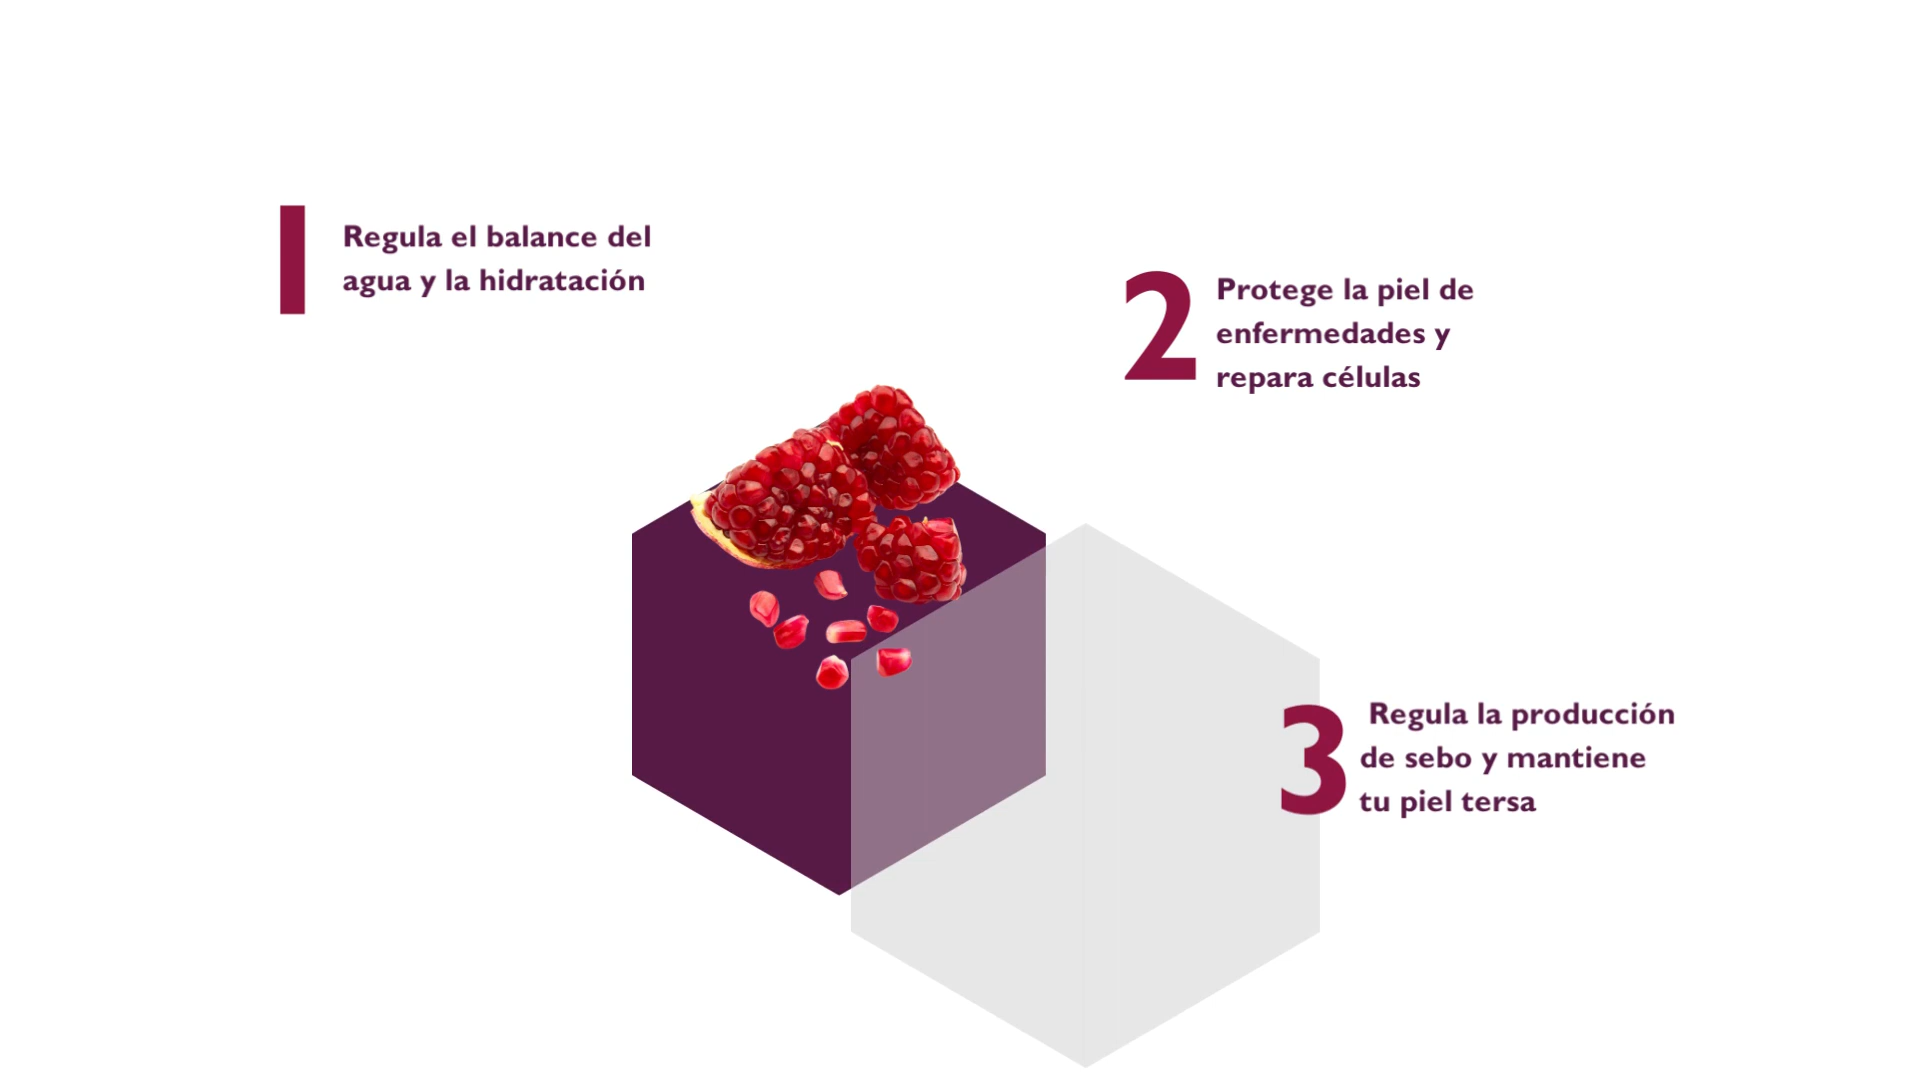 1
Regula el balance del
agua y la hidratación
2
Protege la piel de
enfermedades y
repara células
3
Regula la producción
de sebo y mantiene
tu piel tersa